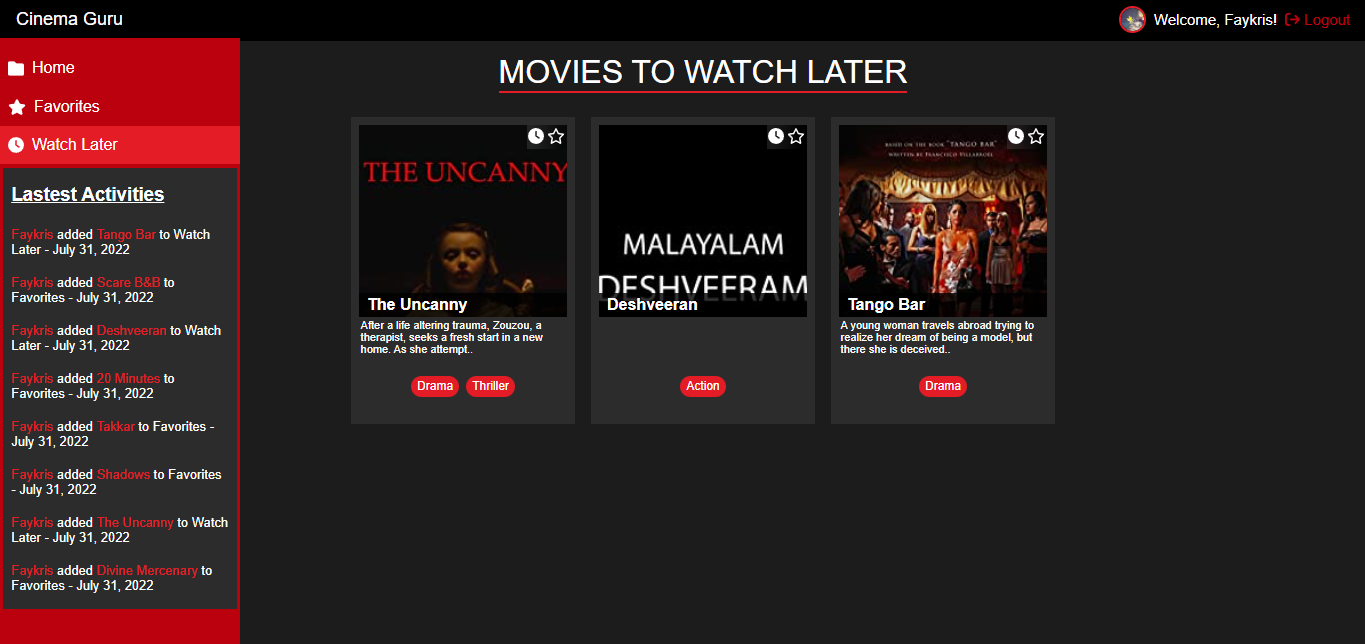 Cinema Guru
Welcome, Faykris!
Logout
Home
Favorites
Watch Later
Lastest Activities
Faykris added Tango Bar to Watch
Later - July 31, 2022
Faykris added Scare B&B to
Favorites - July 31, 2022
Faykris added Deshveeran to Watch
Later - July 31, 2022
Faykris added 20 Minutes to
Favorites - July 31, 2022
Faykris added Takkar to Favorites -
July 31, 2022
Faykris added Shadows to Favorites
- July 31, 2022
Faykris added The Uncanny to Watch
Later - July 31, 2022
Faykris added Divine Mercenary to
Favorites - July 31, 2022
MOVIES TO WATCH LATER
THE UNCANNY
The Uncanny
After a life altering trauma, Zouzou, a
therapist, seeks a fresh start in a new
home. As she attempt..
Drama
Thriller
MALAYALAM
DESHVEERAM
Deshveeran
Action
BASED ON THE BOOK "TANGO BAR"
WRITTEN BY FRANCISCO VILLARROEL
Tango Bar
A young woman travels abroad trying to
realize her dream of being a model, but
there she is deceived..
Drama